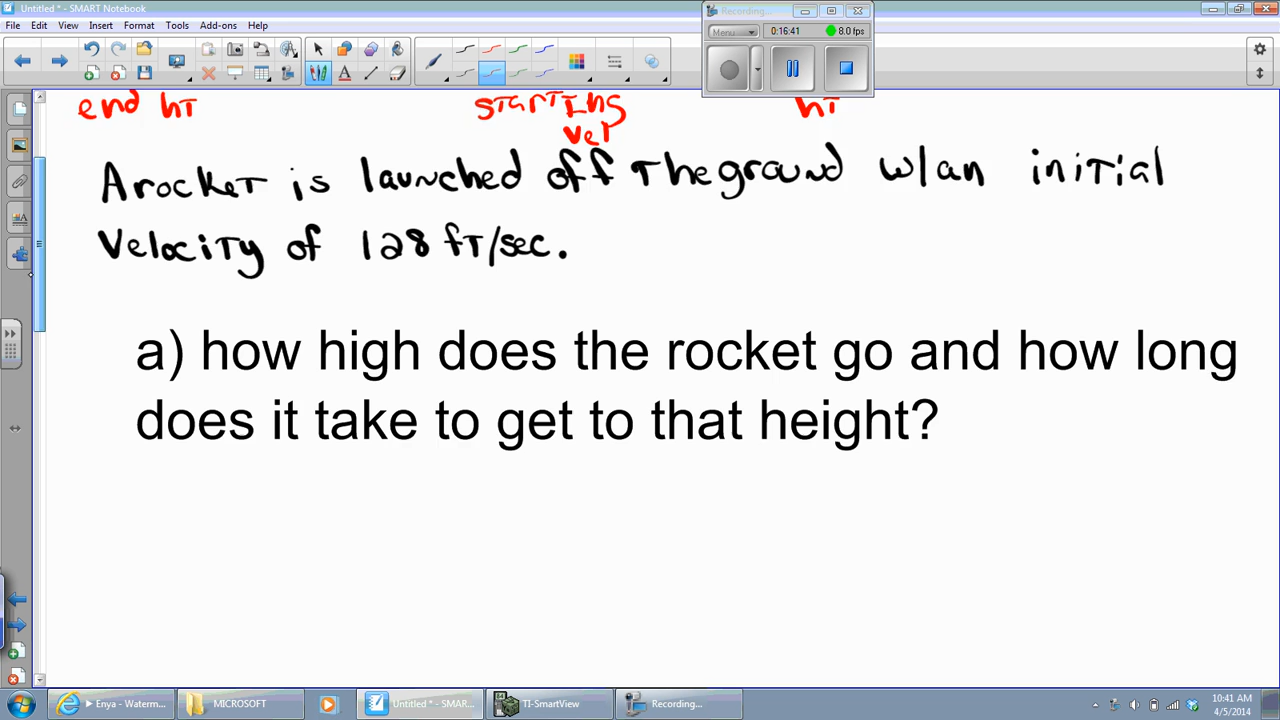 Untitled * - SMART Notebook
File Edit View Insert Format Tools Add-ons Help
Recording...
Menu 0:16:41 8.0 fps
end hT starTIng hT
vel
A rockeT is launched off The ground w/an iniTial
VelociTy of 128 fT/sec.
a) how high does the rocket go and how long
does it take to get to that height?
Enya - Waterm... MICROSOFT Untitled * - SMAR... TI-SmartView Recording... 10:41 AM
4/5/2014